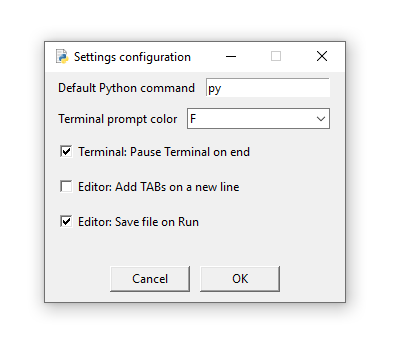 Settings configuration
Default Python command py
Terminal prompt color F
Terminal: Pause Terminal on end
Editor: Add TABs on a new line
Editor: Save file on Run
Cancel OK